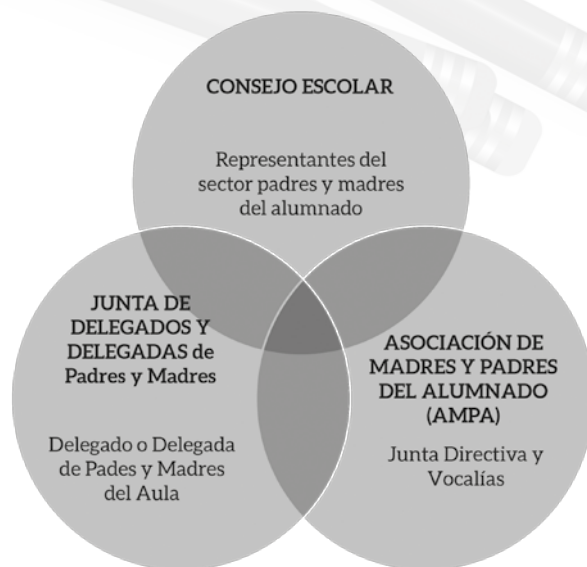 CONSEJO ESCOLAR
Representantes del
sector padres y madres
del alumnado
JUNTA DE
DELEGADOS Y
DELEGADAS de
Padres y Madres
Delegado o Delegada
de Pades y Madres
del Aula
ASOCIACIÓN DE
MADRES Y PADRES
DEL ALUMNADO
(AMPA)
Junta Directiva y
Vocalías